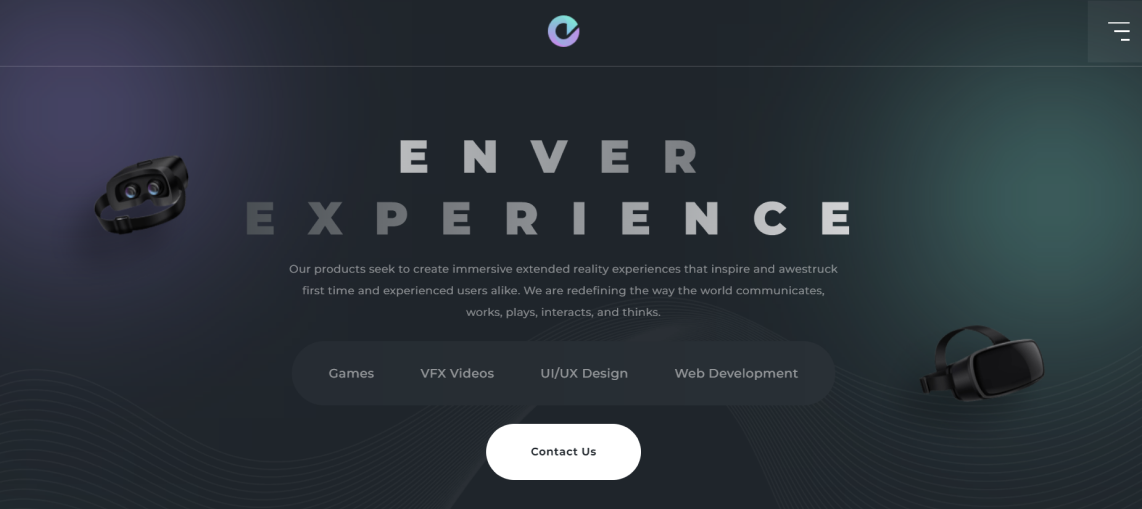 ENVER
EXPERIENCE
Our products seek to create immersive extended reality experiences that inspire and awestruck
first time and experienced users alike. We are redefining the way the world communicates,
works, plays, interacts, and thinks.
Games VFX Videos UI/UX Design Web Development
Contact Us